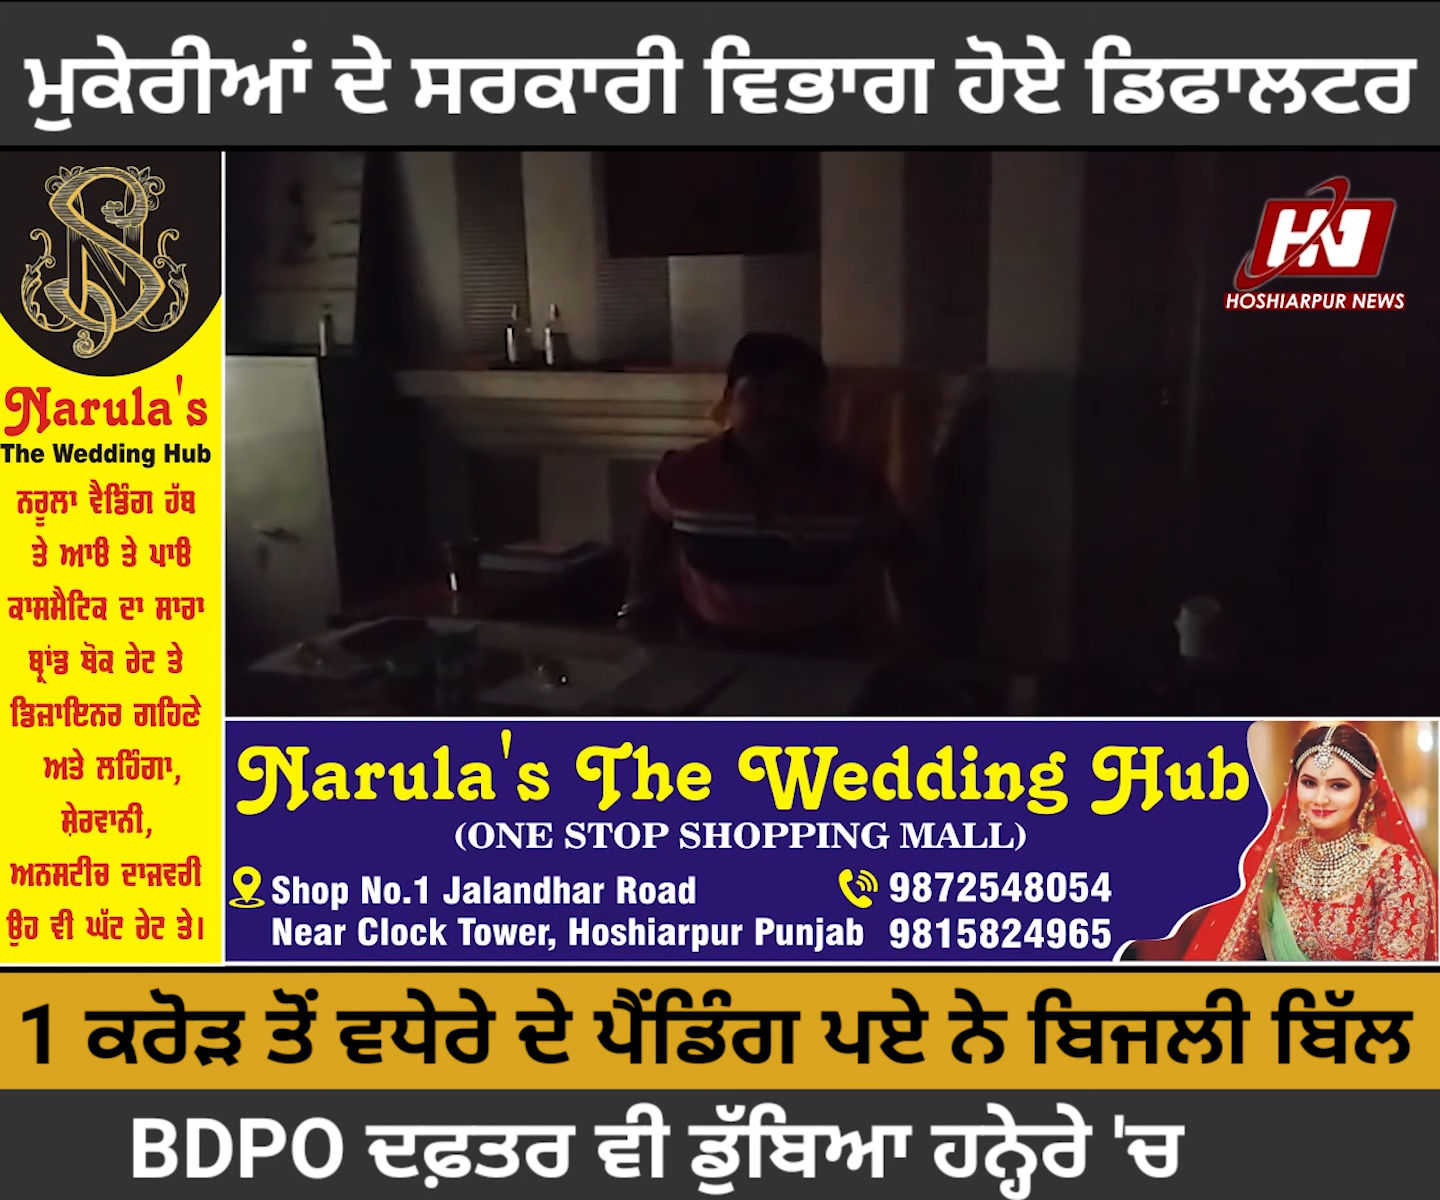 ਮੁਕੇਰੀਆਂ ਦੇ ਸਰਕਾਰੀ ਵਿਭਾਗ ਹੋਏ ਡਿਫਾਲਟਰ
HN
HOSHIARPUR NEWS
NS
Narula's
The Wedding Hub
ਨਰੂਲਾ ਵੈਡਿੰਗ ਹੱਬ
ਤੇ ਆਓ ਤੇ ਪਾਓ
ਕਾਸਮੈਟਿਕ ਦਾ ਸਾਰਾ
ਬ੍ਰਾਂਡ ਥੋਕ ਰੇਟ ਤੇ
ਡਿਜ਼ਾਇਨਰ ਗਹਿਣੇ
ਅਤੇ ਲਹਿੰਗਾ,
ਸ਼ੇਰਵਾਨੀ,
ਅਨਸਟੀਚ ਦਾਜਵਰੀ
ਉਹ ਵੀ ਘੱਟ ਰੇਟ ਤੇ।
Narula's The Wedding Hub
(ONE STOP SHOPPING MALL)
Shop No.1 Jalandhar Road
Near Clock Tower, Hoshiarpur Punjab
9872548054
9815824965
1 ਕਰੋੜ ਤੋਂ ਵਧੇਰੇ ਦੇ ਪੈਂਡਿੰਗ ਪਏ ਨੇ ਬਿਜਲੀ ਬਿੱਲ
BDPO ਦਫ਼ਤਰ ਵੀ ਡੁੱਬਿਆ ਹਨ੍ਹੇਰੇ 'ਚ